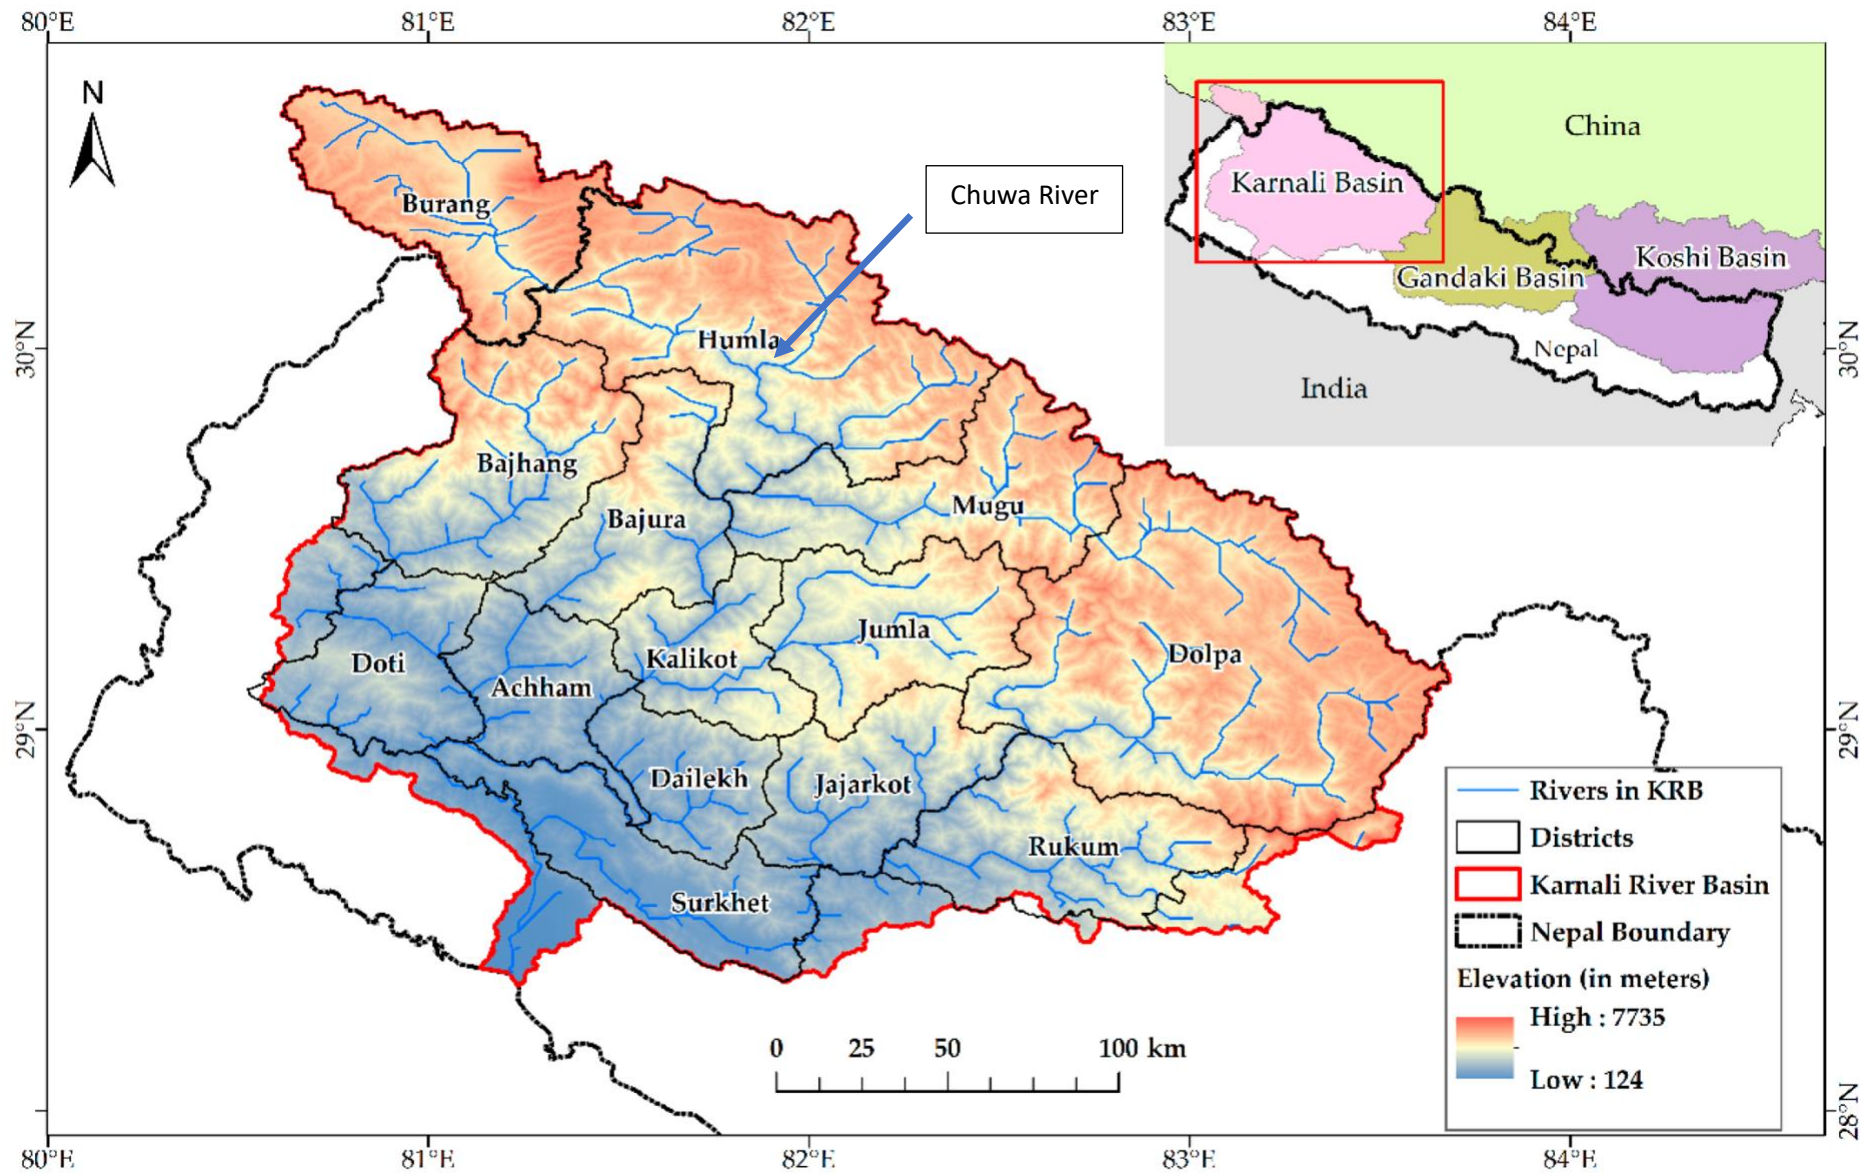 80°E 81°E 82°E 83°E 84°E
N
China
Karnali Basin
Chuwa River
Burang
Koshi Basin
Gandaki Basin
30°N
Humla
Nepal
30°N
India
Bajhang
Mugu
Bajura
Jumla
Kalikot
Dolpa
Doti
Achham
29°N
29°N
Dailekh
Jajarkot
Rukum
Surkhet
Rivers in KRB
Districts
Karnali River Basin
Nepal Boundary
Elevation (in meters)
High : 7735
Low : 124
0 25 50 100 km
28°N
80°E 81°E 82°E 83°E 84°E